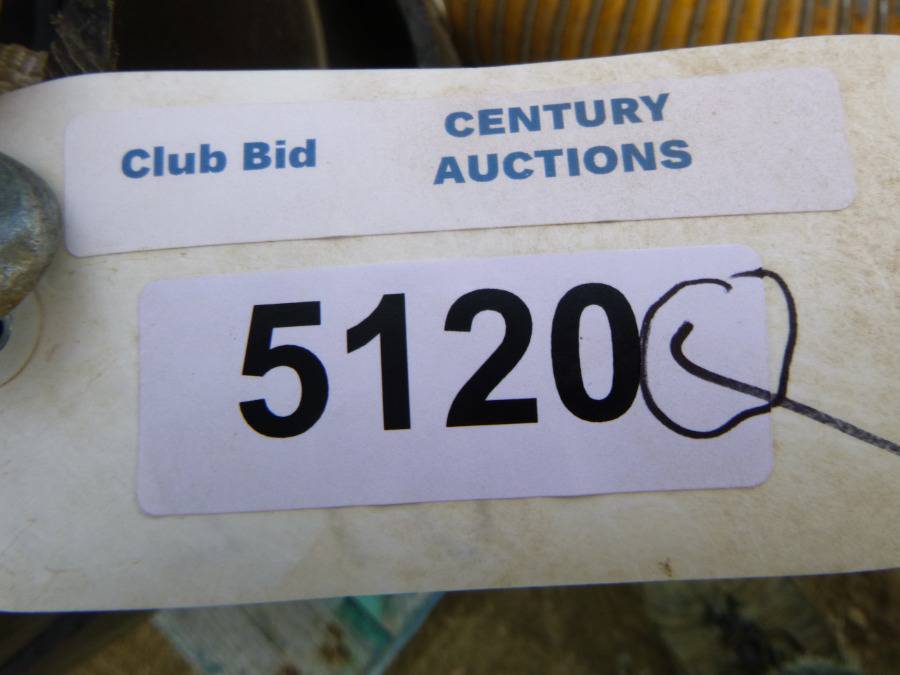 Club Bid
CENTURY
AUCTIONS
5120